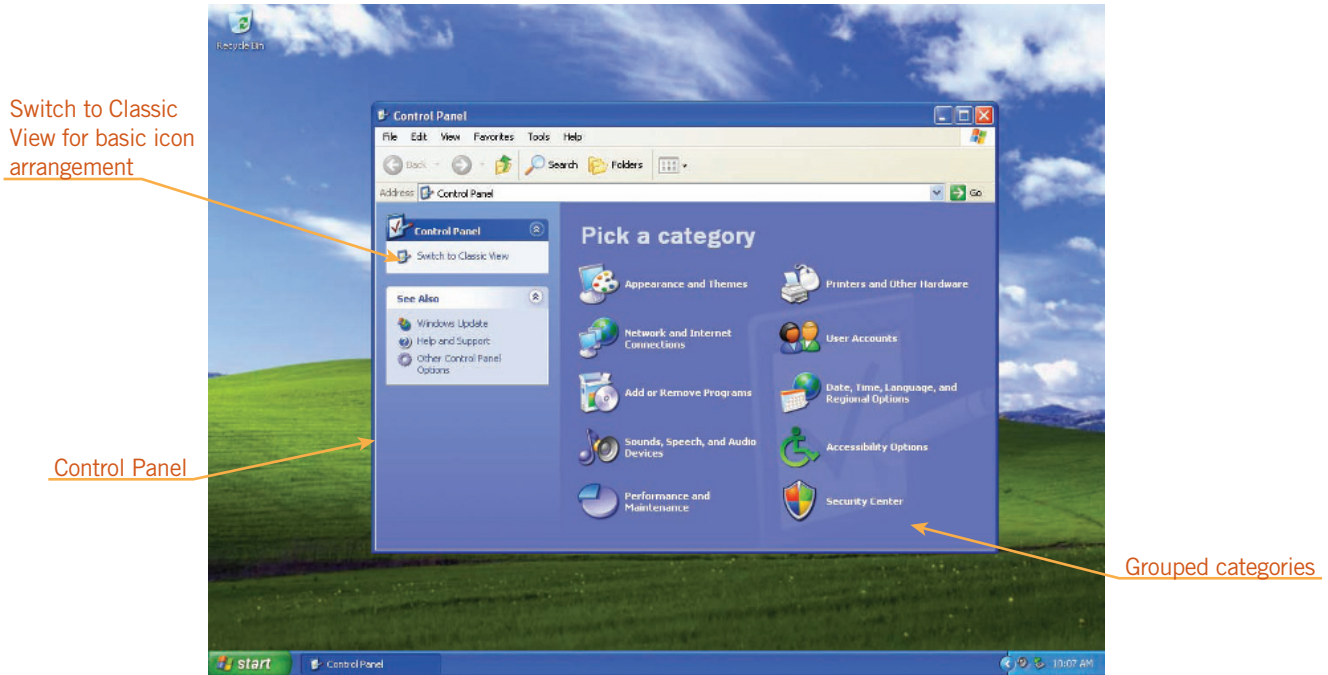 Recycle Bin
Switch to Classic
View for basic icon
arrangement
Control Panel
File Edit View Favorites Tools Help
Back Search Folders
Address Control Panel Go
Control Panel
Switch to Classic View
See Also
Windows Update
Help and Support
Other Control Panel
Options
Pick a category
Appearance and Themes
Printers and Other Hardware
Network and Internet
Connections
User Accounts
Add or Remove Programs
Date, Time, Language, and
Regional Options
Sounds, Speech, and Audio
Devices
Accessibility Options
Performance and
Maintenance
Security Center
Control Panel
Grouped categories
start Control Panel 10:07 AM